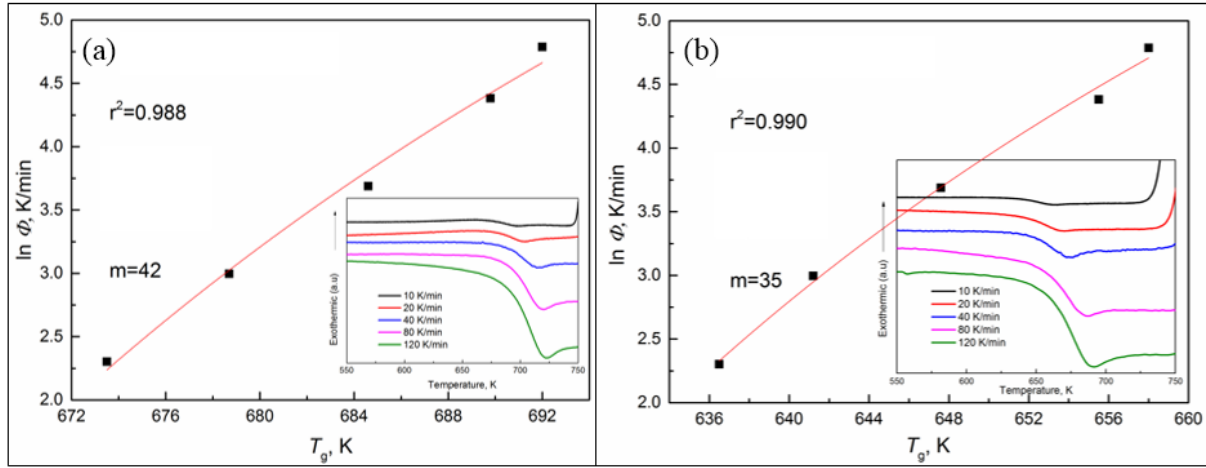 (a)
r²=0.988
m=42
ln Φ, K/min
5.0
4.5
4.0
3.5
3.0
2.5
2.0
672 676 680 684 688 692
Tg, K
Exothermic (a.u)
10 K/min
20 K/min
40 K/min
80 K/min
120 K/min
550 600 650 700 750
Temperature, K
(b)
r²=0.990
m=35
ln Φ, K/min
5.0
4.5
4.0
3.5
3.0
2.5
2.0
636 640 644 648 652 656 660
Tg, K
Exothermic (a.u)
10 K/min
20 K/min
40 K/min
80 K/min
120 K/min
550 600 650 700 750
Temperature, K